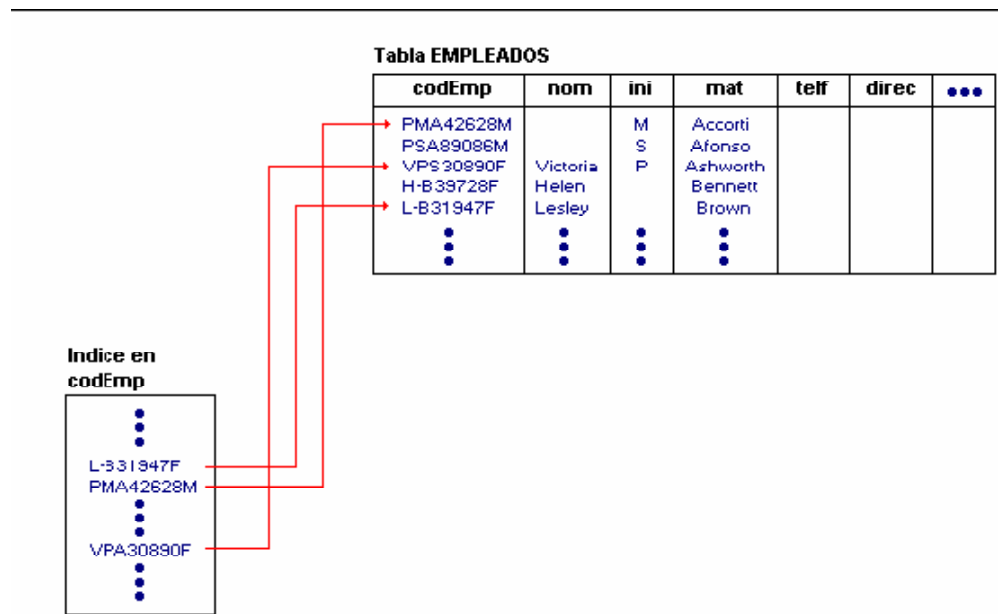 Tabla EMPLEADOS
codEmp nom ini mat telf direc
PMA42628M M Accorti
PSA89086M S Afonso
VPS30890F Victoria P Ashworth
H-B39728F Helen Bennett
L-B31947F Lesley Brown
Indice en
codEmp
L-B31947F
PMA42628M
VPA30890F